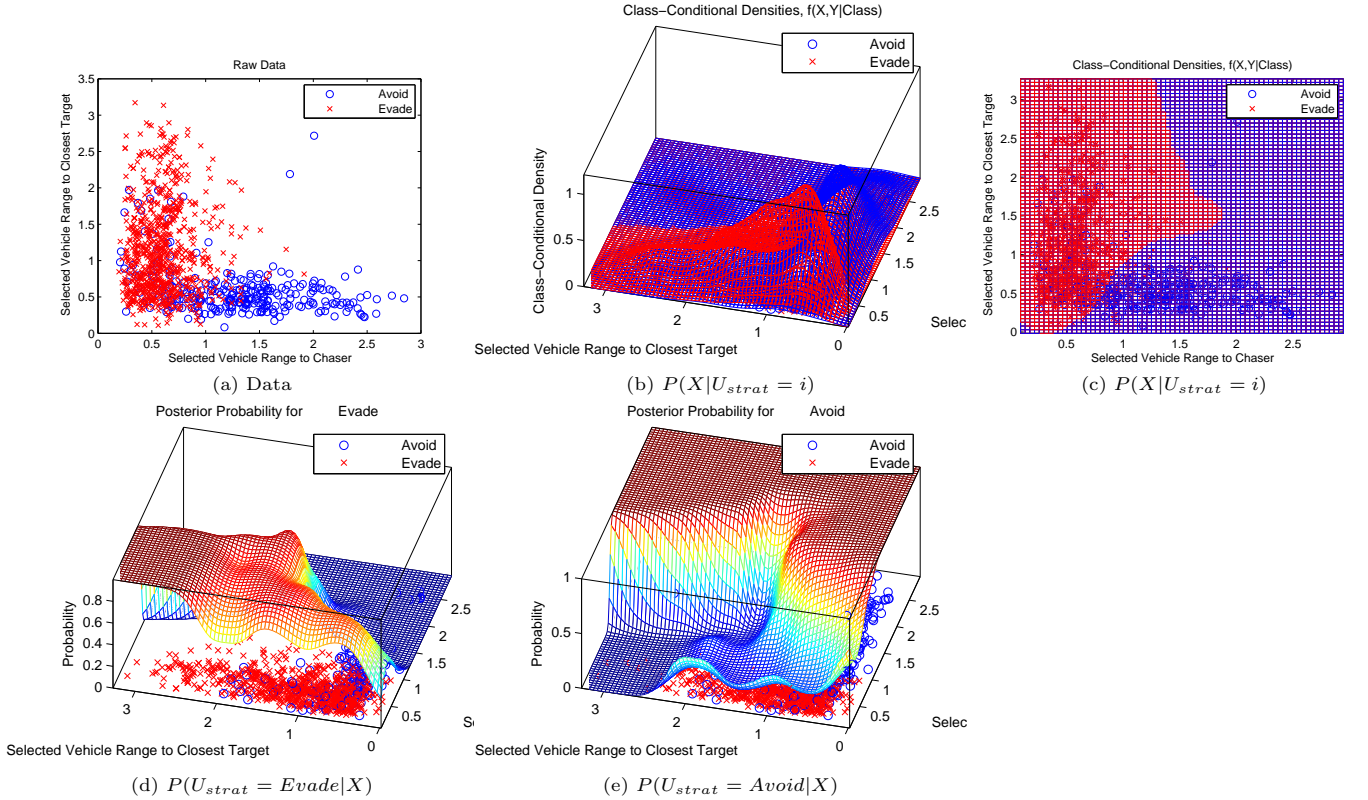 Raw Data
Avoid
Evade
3.5
3
2.5
2
1.5
1
0.5
0
Selected Vehicle Range to Closest Target
0 0.5 1 1.5 2 2.5 3
Selected Vehicle Range to Chaser
(a) Data
Class−Conditional Densities, f(X,Y|Class)
Avoid
Evade
Class−Conditional Density
1
0.5
0
3 2 1 0
0.5
1
1.5
2
2.5
Selected Vehicle Range to Closest Target
Selec
(b) P(X|U_strat = i)
Class−Conditional Densities, f(X,Y|Class)
Avoid
Evade
Selected Vehicle Range to Closest Target
3
2.5
2
1.5
1
0.5
0
0.5 1 1.5 2 2.5
Selected Vehicle Range to Chaser
(c) P(X|U_strat = i)
Posterior Probability for Evade
Avoid
Evade
Probability
0.8
0.6
0.4
0.2
0
3 2 1 0
0.5
1
1.5
2
2.5
Selected Vehicle Range to Closest Target
Se
(d) P(U_strat = Evade|X)
Posterior Probability for Avoid
Avoid
Evade
Probability
1
0.5
0
3 2 1 0
0.5
1
1.5
2
2.5
Selected Vehicle Range to Closest Target
Selec
(e) P(U_strat = Avoid|X)